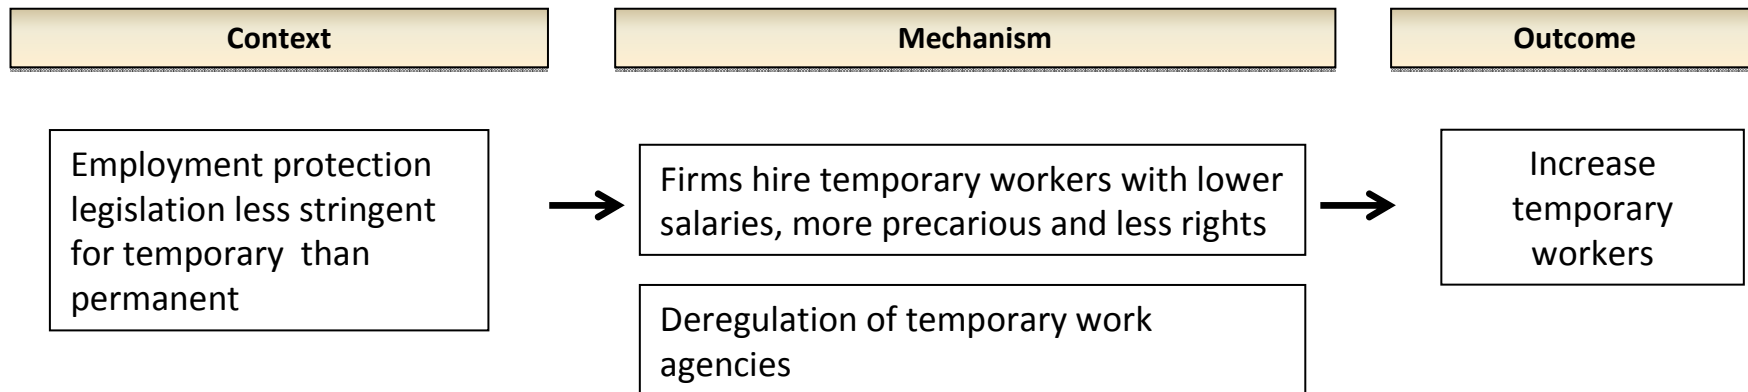 Context
Mechanism
Outcome
Employment protection
legislation less stringent
for temporary than
permanent
Firms hire temporary workers with lower
salaries, more precarious and less rights
Deregulation of temporary work
agencies
Increase
temporary
workers